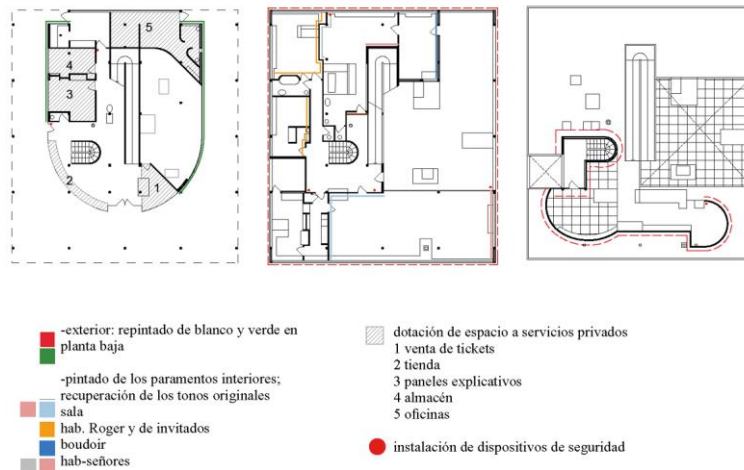 4
5
3
2
1
-exterior: repintado de blanco y verde en
planta baja
-pintado de los paramentos interiores;
recuperación de los tonos originales
sala
hab. Roger y de invitados
boudoir
hab-señores
dotación de espacio a servicios privados
1 venta de tickets
2 tienda
3 paneles explicativos
4 almacén
5 oficinas
instalación de dispositivos de seguridad